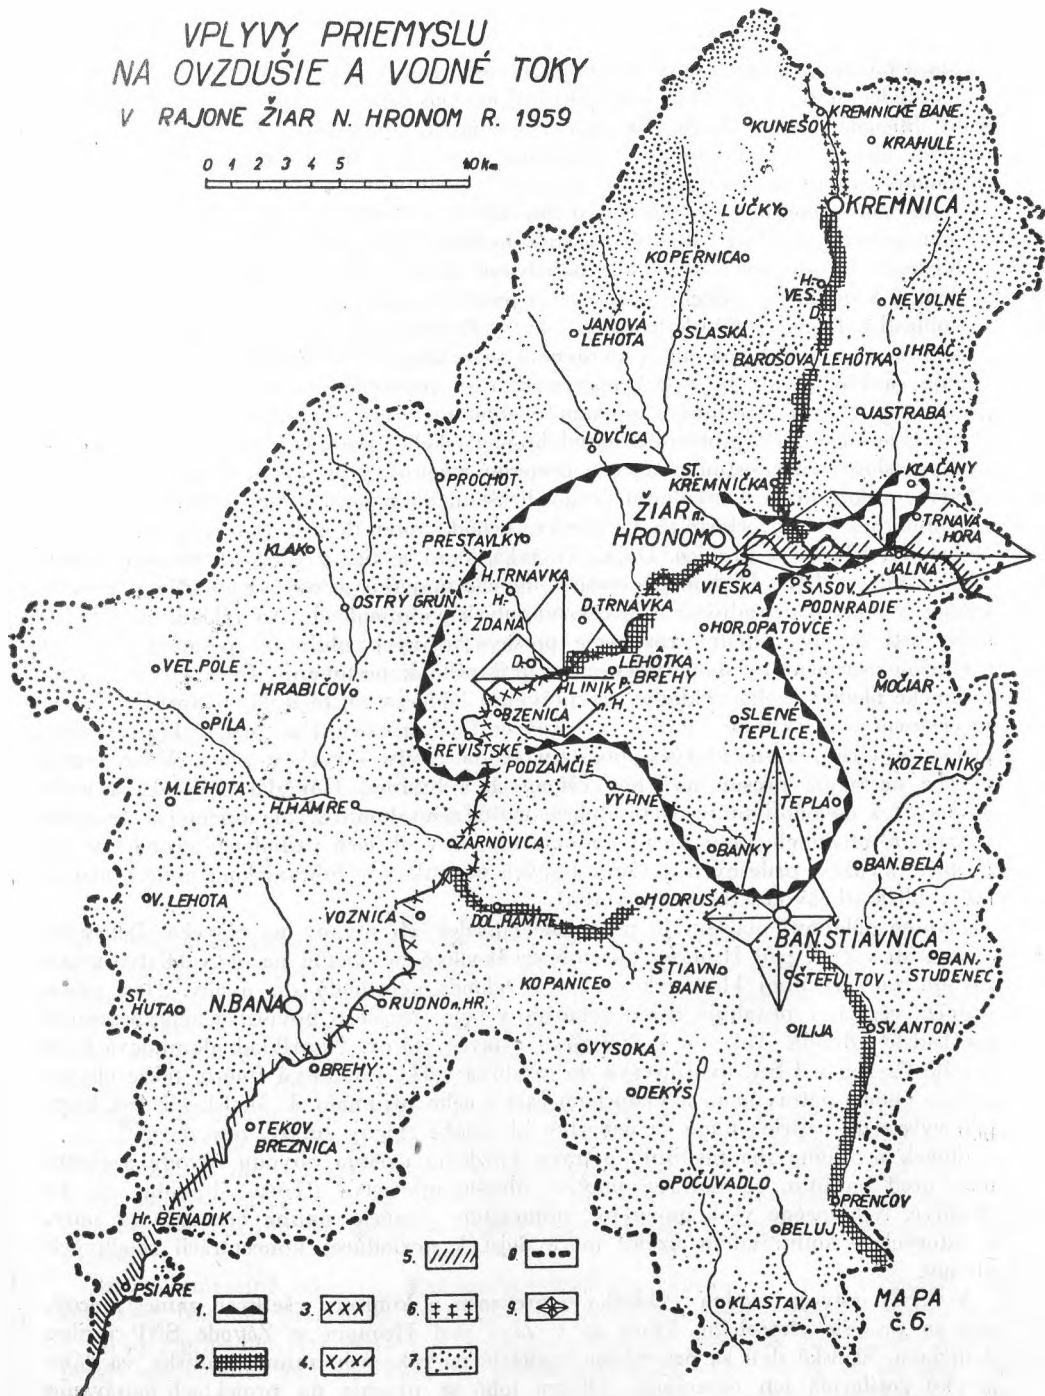 VPLYVY PRIEMYSLU
NA OVZDUŠIE A VODNÉ TOKY
V RAJONE ŽIAR N. HRONOM R. 1959
0 1 2 3 4 5 10 km
KREMNICKÉ BANE
KUNEŠOV
KRAHULE
LÚČKY
KREMNICA
KOPERNICA
H.
VES.
D.
NEVOLNÉ
JANOVA
LEHOTA
SLASKÁ
BAROŠOVA LEHÔTKA
IHRÁČ
JASTRABÁ
LOVČICA
ST.
KREMNIČKA
KLAČANY
PROCHOT
ŽIAR n.
HRONOM
TRNAVÁ
HORA
PRESTAVLKY
KLAK
JALNÁ
H. TRNÁVKA
VIESKA
ŠAŠOV.
PODHRADIE
H.
ŽDAŇA
D.
D. TRNÁVKA
OSTRÝ GRÚŇ
HOR. OPATOVCE
VEL. POLE
LEHÔTKA
p. BREHY
HLINÍK n. H.
MOČIAR
HRABIČOV
BZENICA
PÍLA
SLENÉ
TEPLICE
REVIŠTSKÉ
PODZÁMČIE
KOZELNÍK
M. LEHOTA
H. HÁMRE
VYHNE
TEPLÁ
ŽARNOVICA
BANKY
BAN. BELÁ
V. LEHOTA
VOZNICA
DOL. HÁMRE
HODRUŠA
BAN. ŠTIAVNICA
BAN.
STUDENEC
ŠTIAVN.
BANE
KOPANICE
ŠTEFULTOV
ST.
HUTA
N. BAŇA
RUDNO n. HR.
ILIJA
SV. ANTON
VYSOKÁ
BREHY
DEKÝŠ
TEKOV.
BREZNICA
POČUVADLO
PRENČOV
Hr. BEŇADIK
BELUJ
PSIARE
KLASTAVA
MAPA
č. 6.
1.
2.
3.
4.
5.
6.
7.
8.
9.